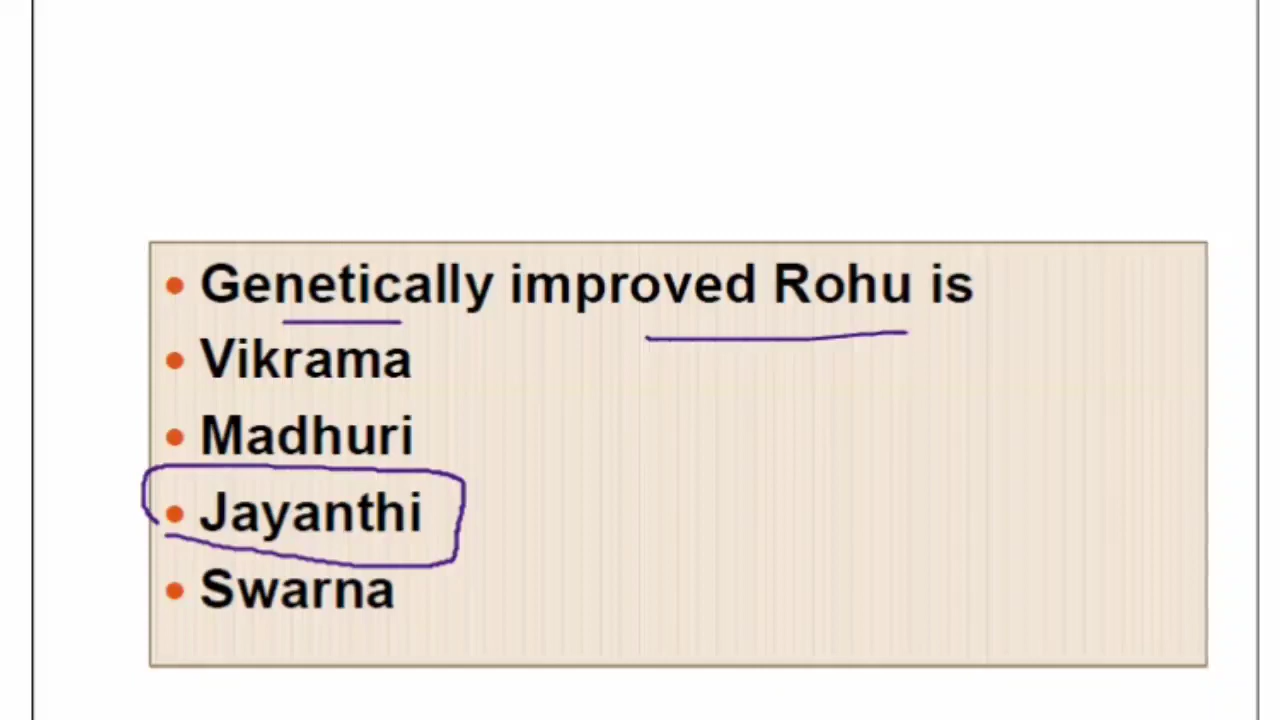 • Genetically improved Rohu is
• Vikrama
• Madhuri
• Jayanthi
• Swarna